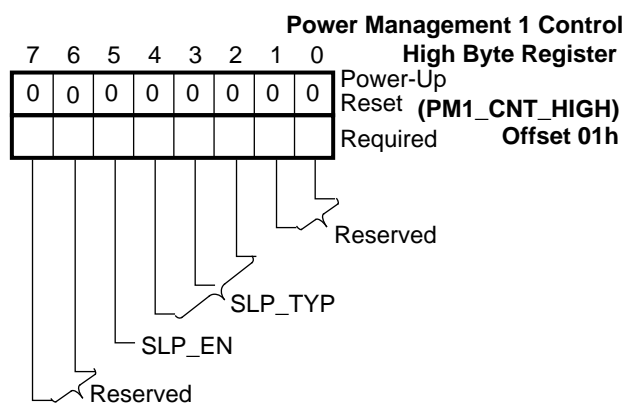 Power Management 1 Control
High Byte Register
7 6 5 4 3 2 1 0
Power-Up
0 0 0 0 0 0 0 0
Reset
(PM1_CNT_HIGH)
Required
Offset 01h
Reserved
SLP_TYP
SLP_EN
Reserved